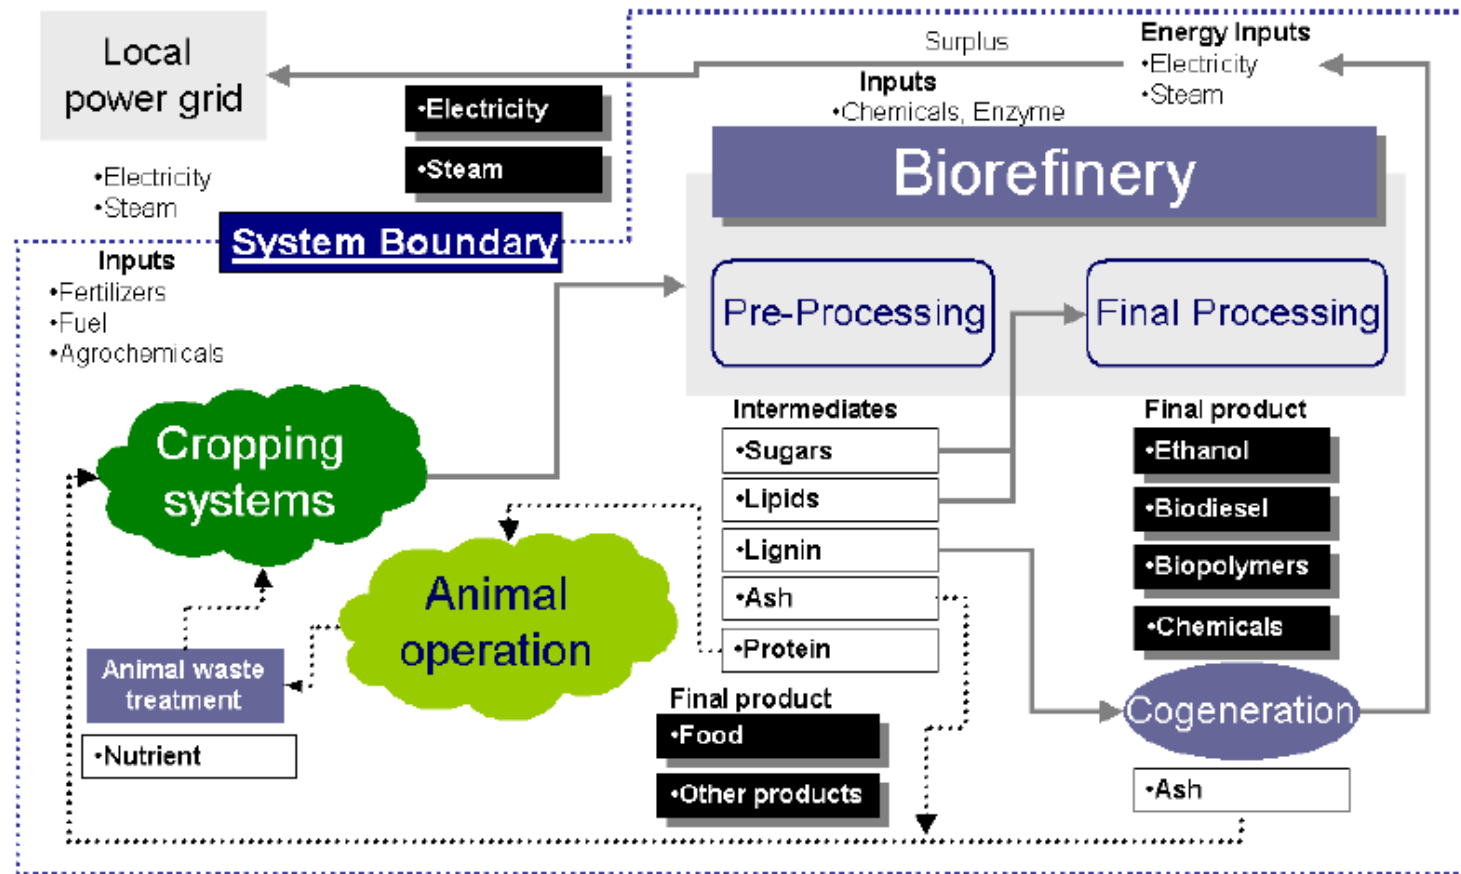 Local
power grid
Surplus
Energy Inputs
•Electricity
•Steam
Inputs
•Chemicals, Enzyme
•Electricity
•Steam
Biorefinery
•Electricity
•Steam
System Boundary
Inputs
•Fertilizers
•Fuel
•Agrochemicals
Pre-Processing
Final Processing
Cropping
systems
Intermediates
•Sugars
•Lipids
•Lignin
•Ash
•Protein
Final product
•Ethanol
•Biodiesel
•Biopolymers
•Chemicals
Animal
operation
Animal waste
treatment
•Nutrient
Final product
•Food
•Other products
Cogeneration
•Ash